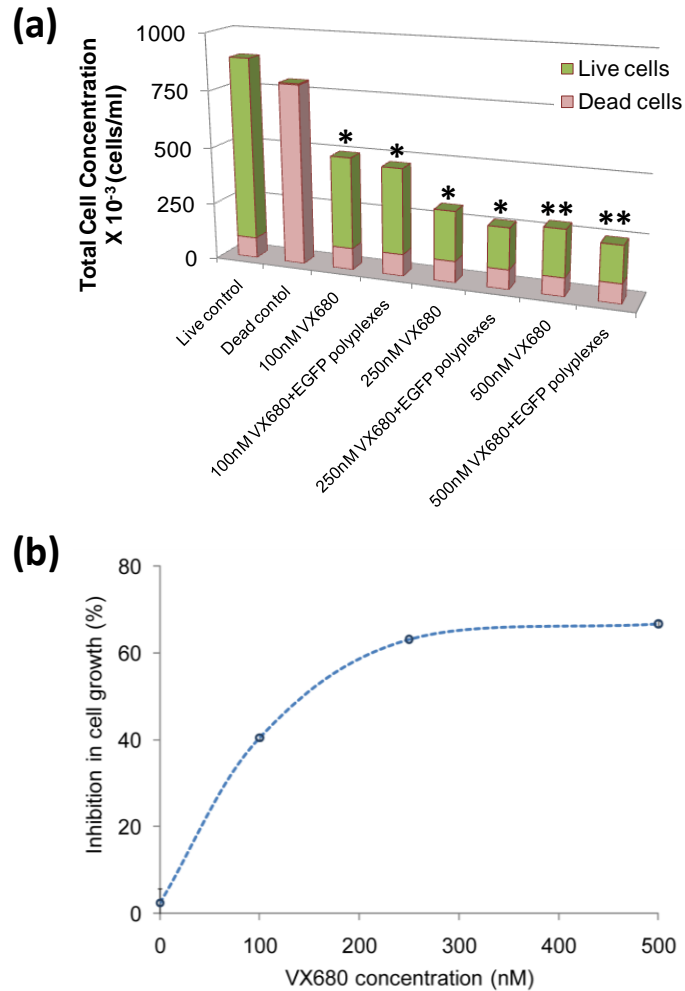 (a)
Total Cell Concentration
X 10⁻³ (cells/ml)
1000
750
500
250
0
Live cells
Dead cells
*
*
*
*
**
**
Live control
Dead contol
100nM VX680
100nM VX680+EGFP polyplexes
250nM VX680
250nM VX680+EGFP polyplexes
500nM VX680
500nM VX680+EGFP polyplexes
(b)
Inhibition in cell growth (%)
80
60
40
20
0
0 100 200 300 400 500
VX680 concentration (nM)